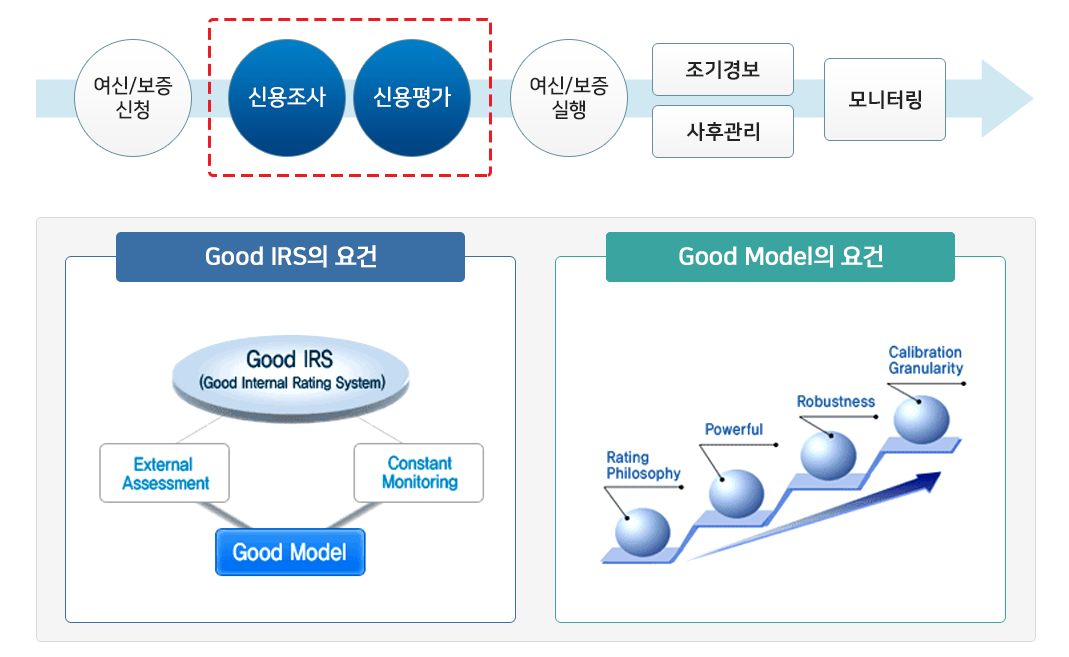 여신/보증
신청
신용조사
신용평가
여신/보증
실행
조기경보
사후관리
모니터링
Good IRS의 요건
Good IRS
(Good Internal Rating System)
External
Assessment
Constant
Monitoring
Good Model
Good Model의 요건
Rating
Philosophy
Powerful
Robustness
Calibration
Granularity